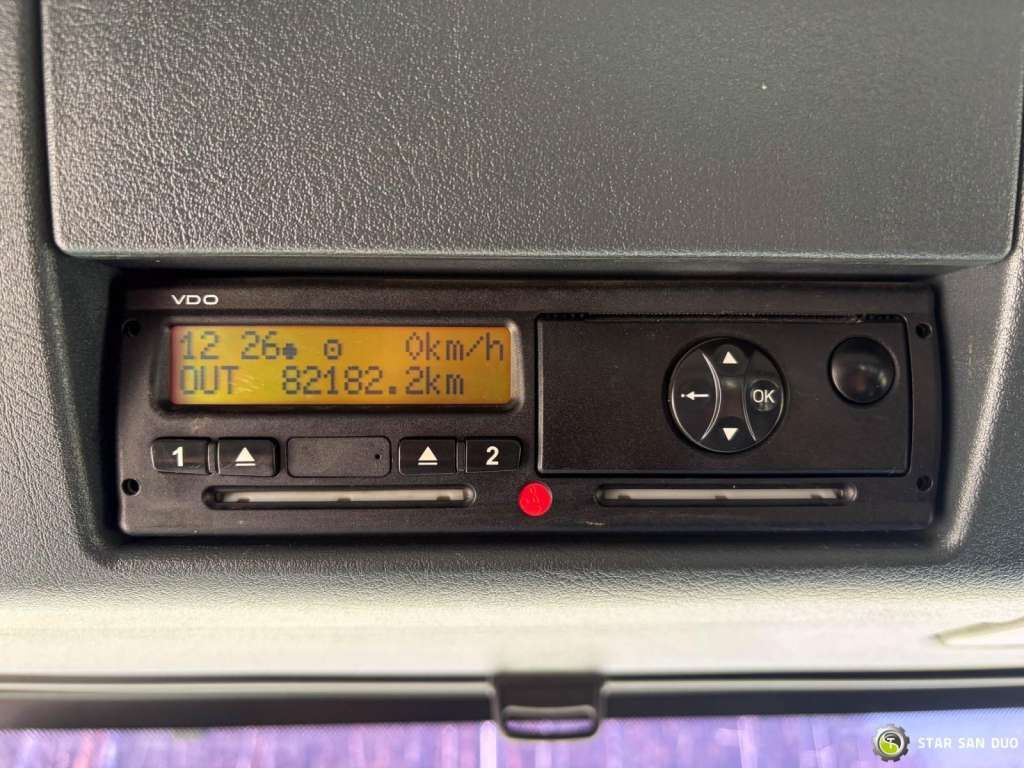 VDO
12 26 0km/h
OUT 82182.2km
1
2
OK
STAR SAN DUO